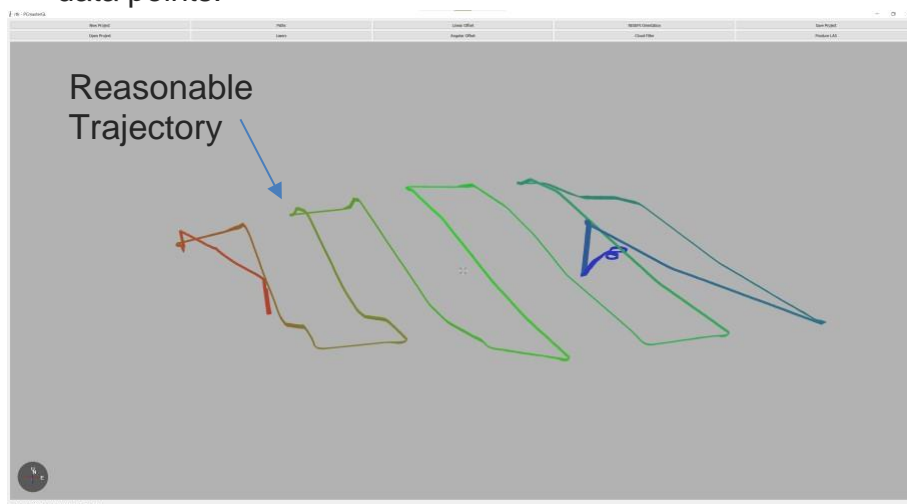 data points.
New Project
Linear Offset
Save Project
Open Project
Lasers
Angular Offset
Cloud Filter
Produce LAS
Reasonable
Trajectory